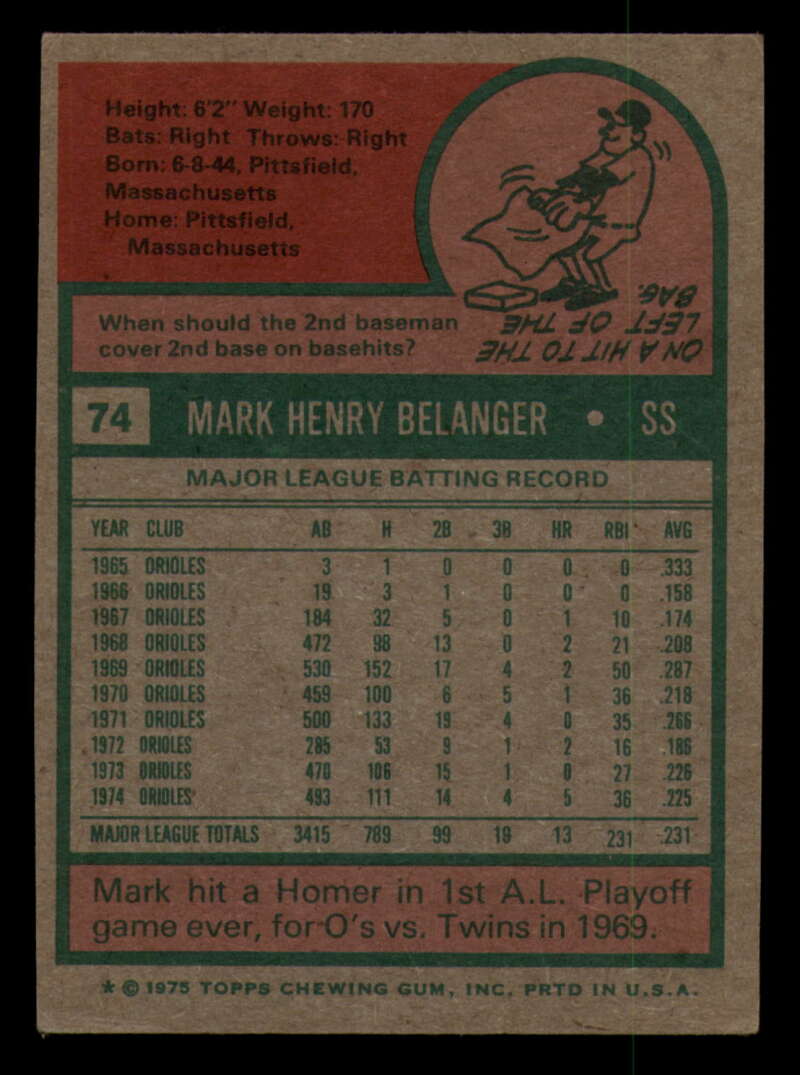 Height: 6'2" Weight: 170
Bats: Right Throws: Right
Born: 6-8-44, Pittsfield,
Massachusetts
Home: Pittsfield,
Massachusetts
When should the 2nd baseman
cover 2nd base on basehits?
ON A HIT TO THE
LEFT OF THE
BAG.
74 MARK HENRY BELANGER • SS
MAJOR LEAGUE BATTING RECORD
YEAR CLUB AB H 2B 3B HR RBI AVG
1965 ORIOLES 3 1 0 0 0 0 .333
1966 ORIOLES 19 3 1 0 0 0 .158
1967 ORIOLES 184 32 5 0 1 10 .174
1968 ORIOLES 472 98 13 0 2 21 .208
1969 ORIOLES 530 152 17 4 2 50 .287
1970 ORIOLES 459 100 6 5 1 36 .218
1971 ORIOLES 500 133 19 4 0 35 .266
1972 ORIOLES 285 53 9 1 2 16 .186
1973 ORIOLES 470 106 15 1 0 27 .226
1974 ORIOLES 493 111 14 4 5 36 .225
MAJOR LEAGUE TOTALS 3415 789 99 19 13 231 .231
Mark hit a Homer in 1st A.L. Playoff
game ever, for O's vs. Twins in 1969.
* © 1975 TOPPS CHEWING GUM, INC. PRTD IN U.S.A.